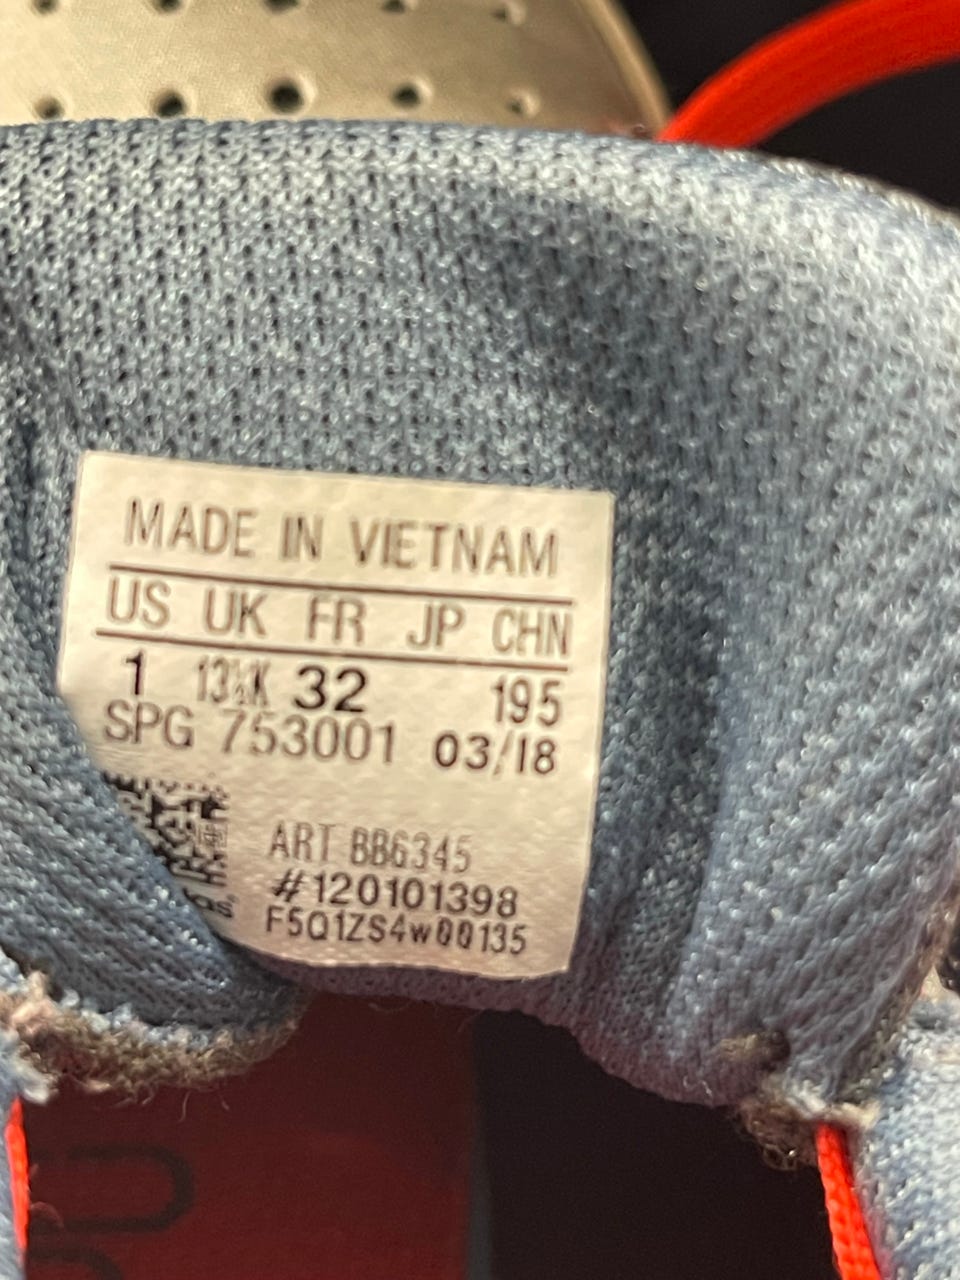 MADE IN VIETNAM
US UK FR JP CHN
1 13½K 32 195
SPG 753001 03/18
ART BB6345
#120101398
F5Q1ZS4w00135